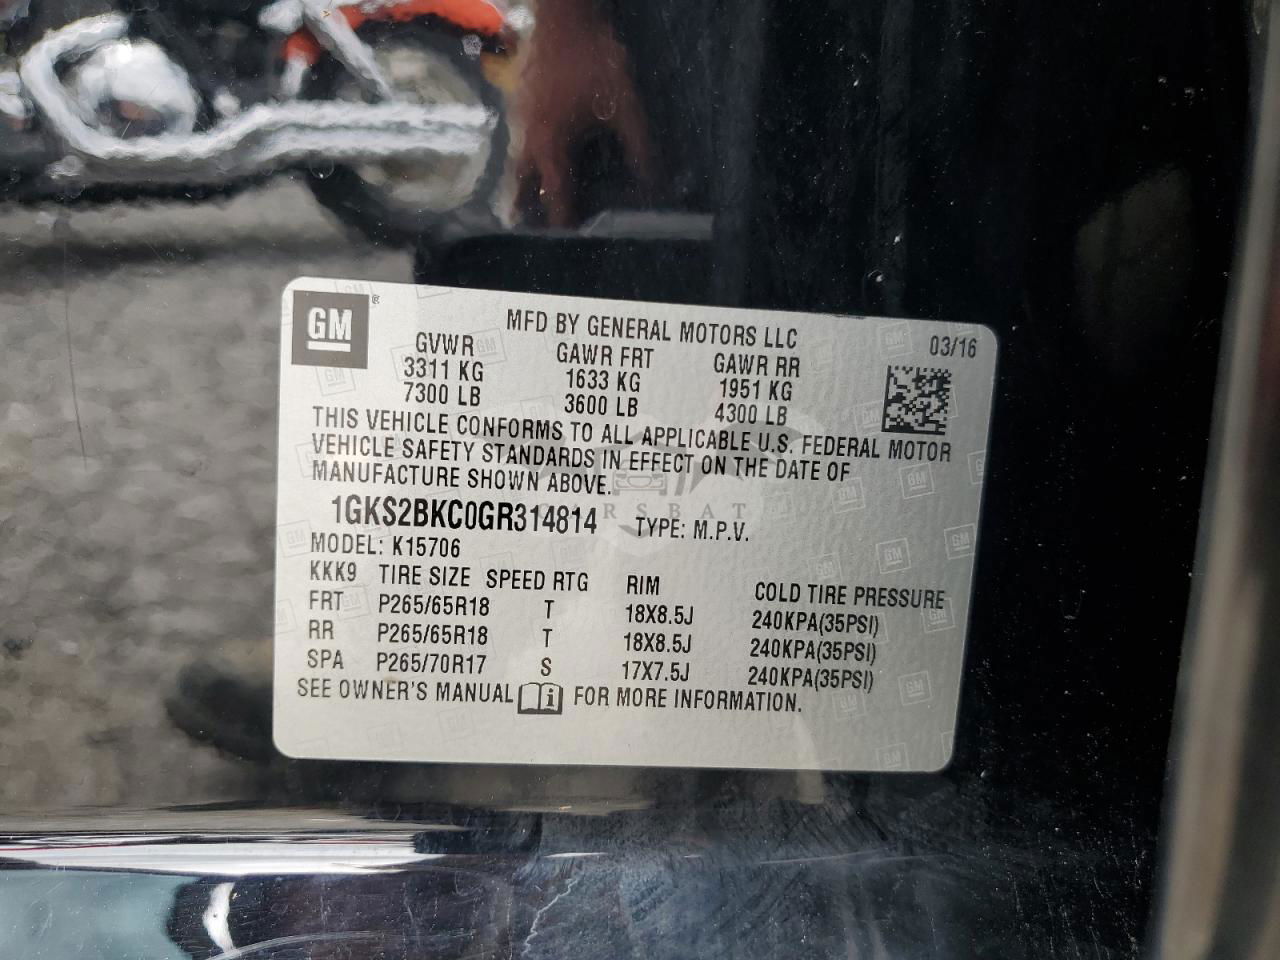 GM ®
MFD BY GENERAL MOTORS LLC 03/16
GVWR GAWR FRT GAWR RR
3311 KG 1633 KG 1951 KG
7300 LB 3600 LB 4300 LB
THIS VEHICLE CONFORMS TO ALL APPLICABLE U.S. FEDERAL MOTOR
VEHICLE SAFETY STANDARDS IN EFFECT ON THE DATE OF
MANUFACTURE SHOWN ABOVE.
1GKS2BKC0GR314814 TYPE: M.P.V.
MODEL: K15706
KKK9 TIRE SIZE SPEED RTG RIM COLD TIRE PRESSURE
FRT P265/65R18 T 18X8.5J 240KPA(35PSI)
RR P265/65R18 T 18X8.5J 240KPA(35PSI)
SPA P265/70R17 S 17X7.5J 240KPA(35PSI)
SEE OWNER'S MANUAL FOR MORE INFORMATION.